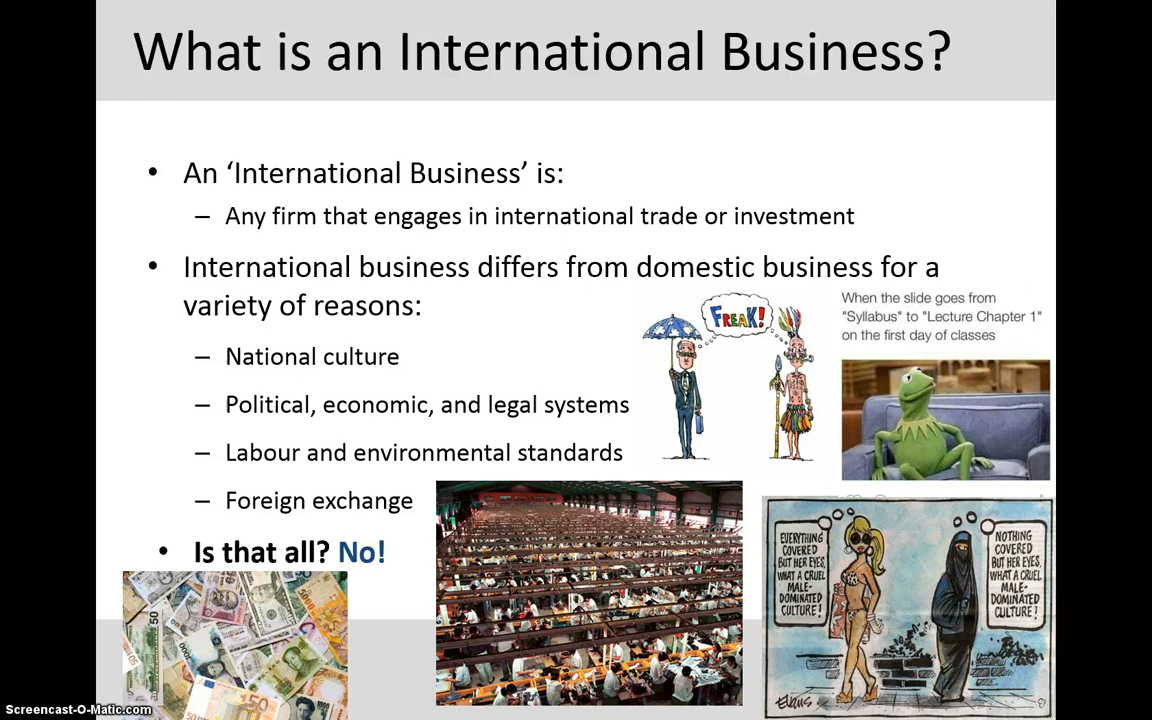 What is an International Business?
• An ‘International Business’ is:
– Any firm that engages in international trade or investment
• International business differs from domestic business for a
variety of reasons:
– National culture
– Political, economic, and legal systems
– Labour and environmental standards
– Foreign exchange
• Is that all? No!
FREAK!
When the slide goes from
"Syllabus" to "Lecture Chapter 1"
on the first day of classes
EVERYTHING
COVERED
BUT HER EYES,
WHAT A CRUEL
MALE-
DOMINATED
CULTURE!
NOTHING
COVERED
BUT HER EYES,
WHAT A CRUEL
MALE-
DOMINATED
CULTURE!
Evans
50
Screencast-O-Matic.com